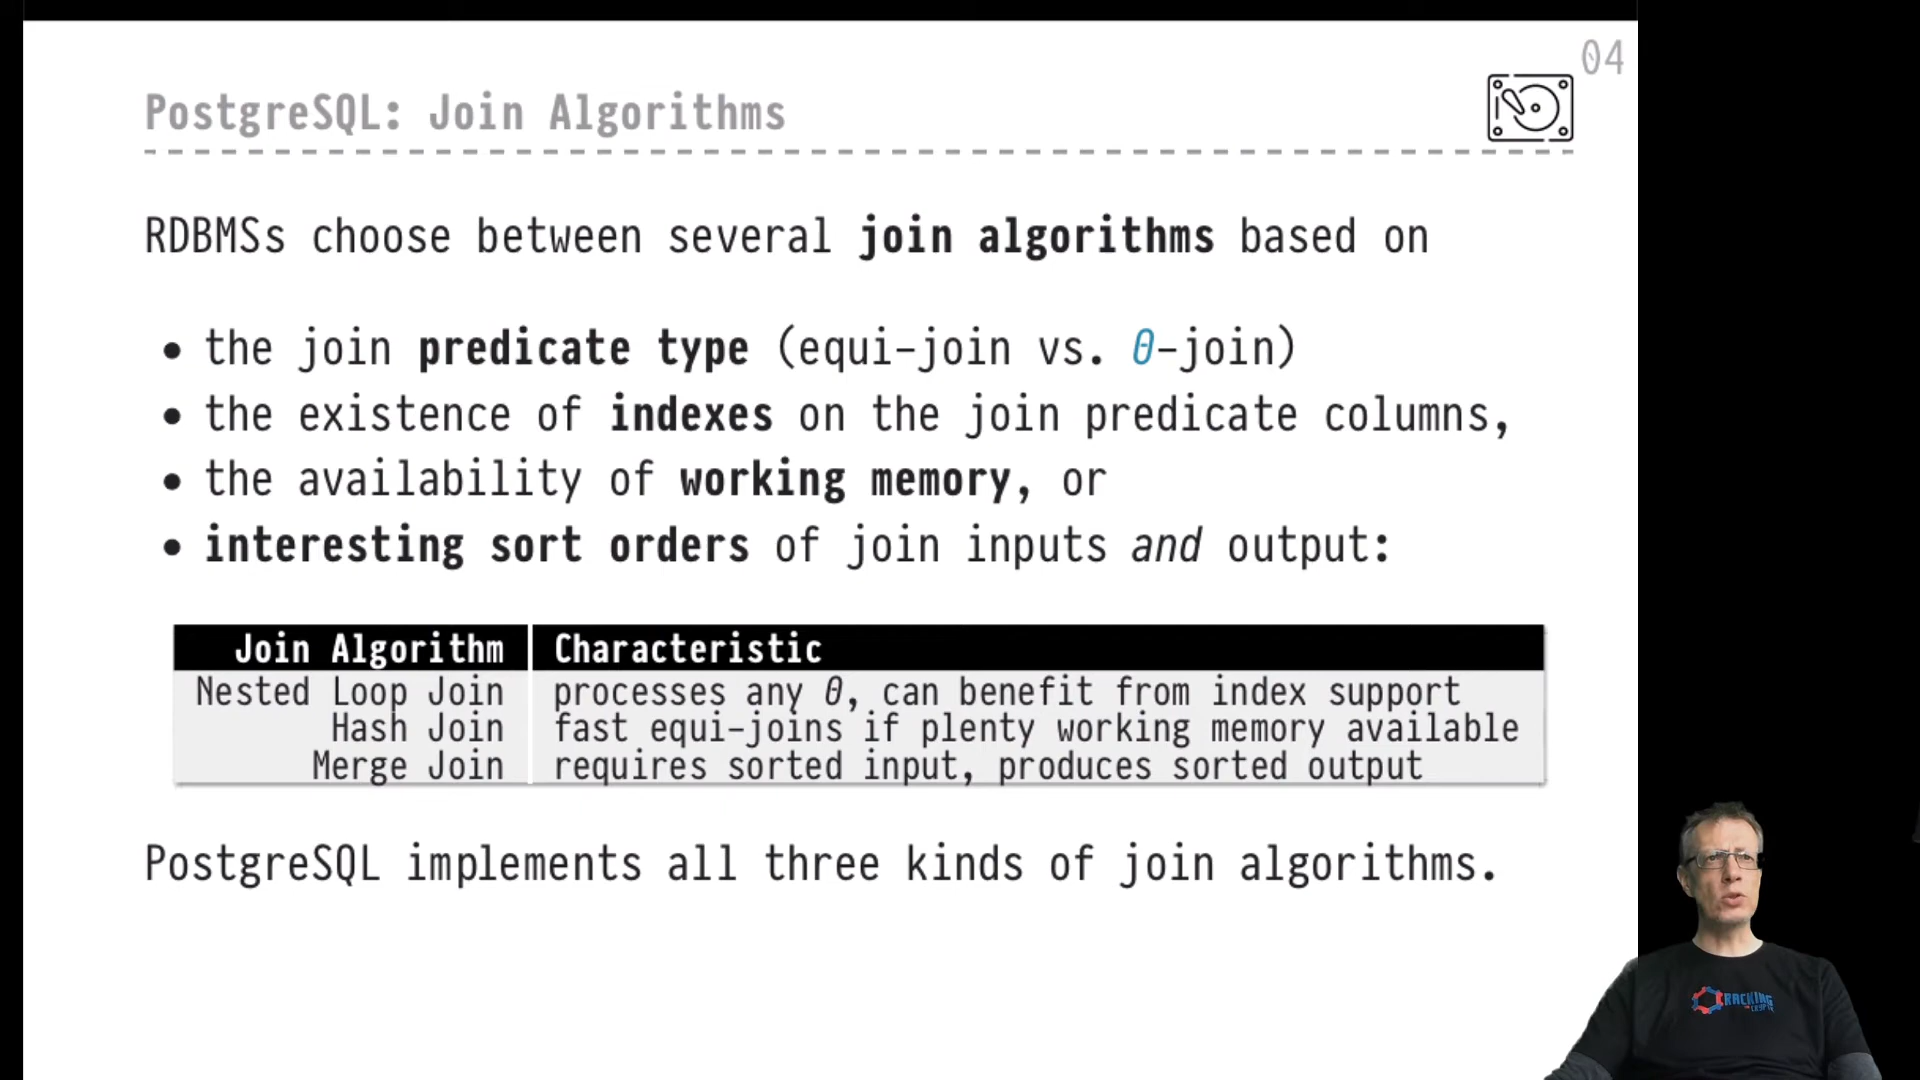 04
PostgreSQL: Join Algorithms
RDBMSs choose between several join algorithms based on
• the join predicate type (equi-join vs. θ-join)
• the existence of indexes on the join predicate columns,
• the availability of working memory, or
• interesting sort orders of join inputs and output:
Join Algorithm Characteristic
Nested Loop Join processes any θ, can benefit from index support
Hash Join fast equi-joins if plenty working memory available
Merge Join requires sorted input, produces sorted output
PostgreSQL implements all three kinds of join algorithms.
RACKING